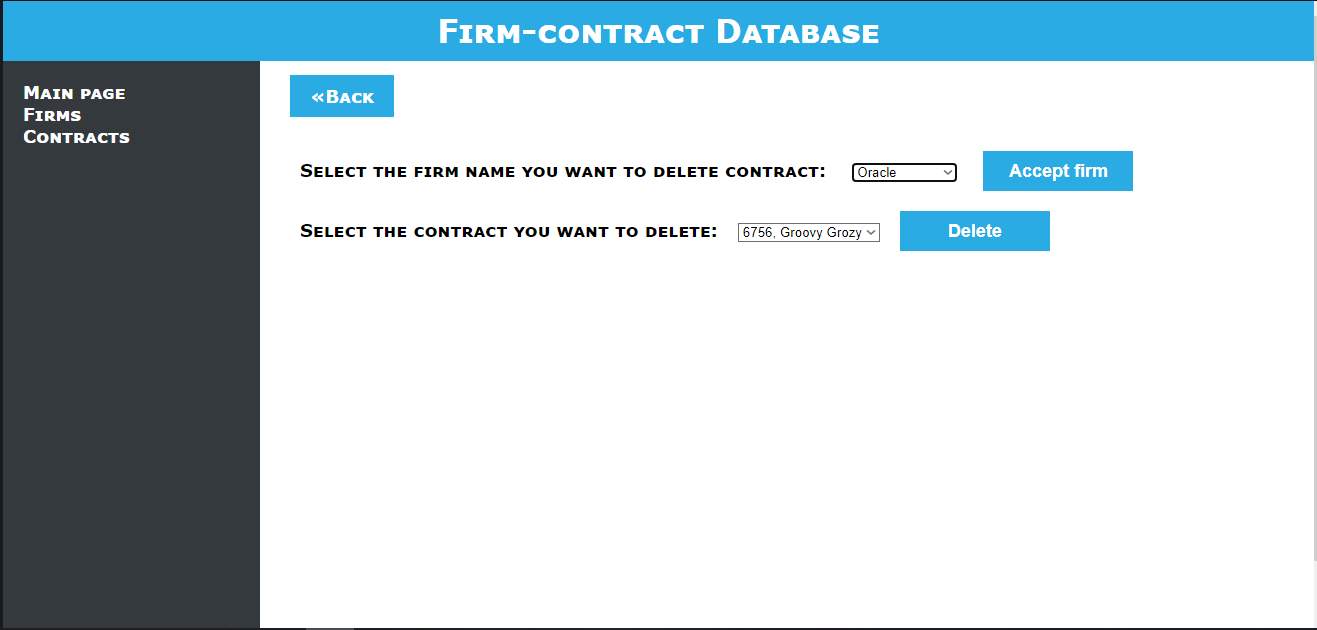 Firm-contract Database
Main page
Firms
Contracts
«Back
Select the firm name you want to delete contract: Oracle Accept firm
Select the contract you want to delete: 6756, Groovy Grozy Delete